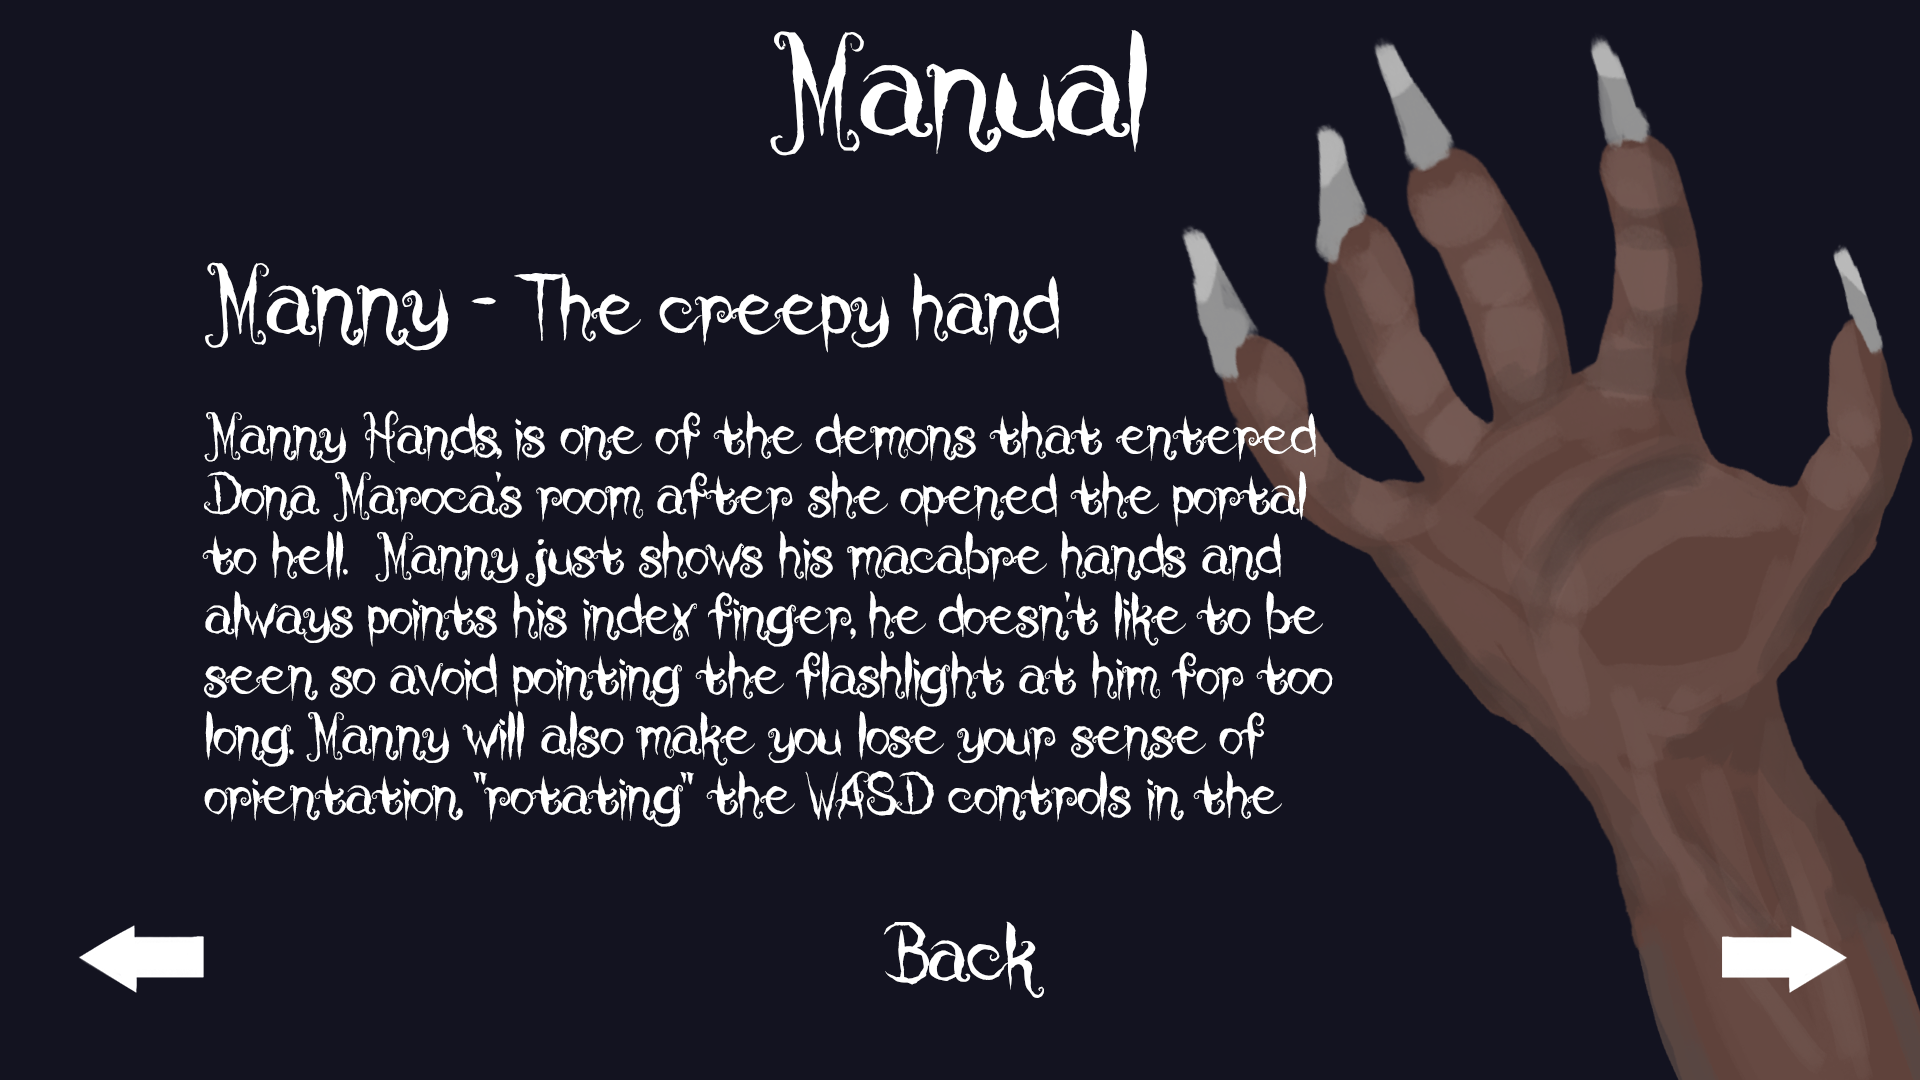 Manual
Manny - The creepy hand
Manny Hands, is one of the demons that entered
Dona Maroca's room after she opened the portal
to hell.  Manny just shows his macabre hands and
always points his index finger, he doesn't like to be
seen, so avoid pointing the flashlight at him for too
long. Manny will also make you lose your sense of
orientation, "rotating" the WASD controls in the
Back